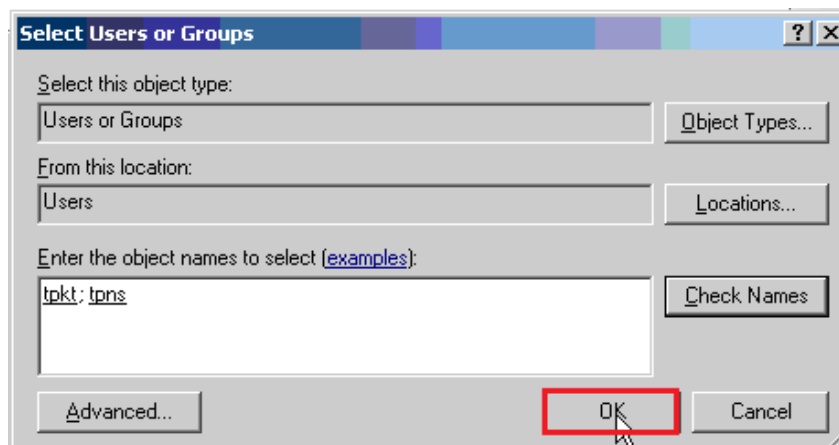 Select Users or Groups
Select this object type:
Users or Groups
Object Types...
From this location:
Users
Locations...
Enter the object names to select (examples):
tpkt; tpns
Check Names
Advanced...
OK
Cancel